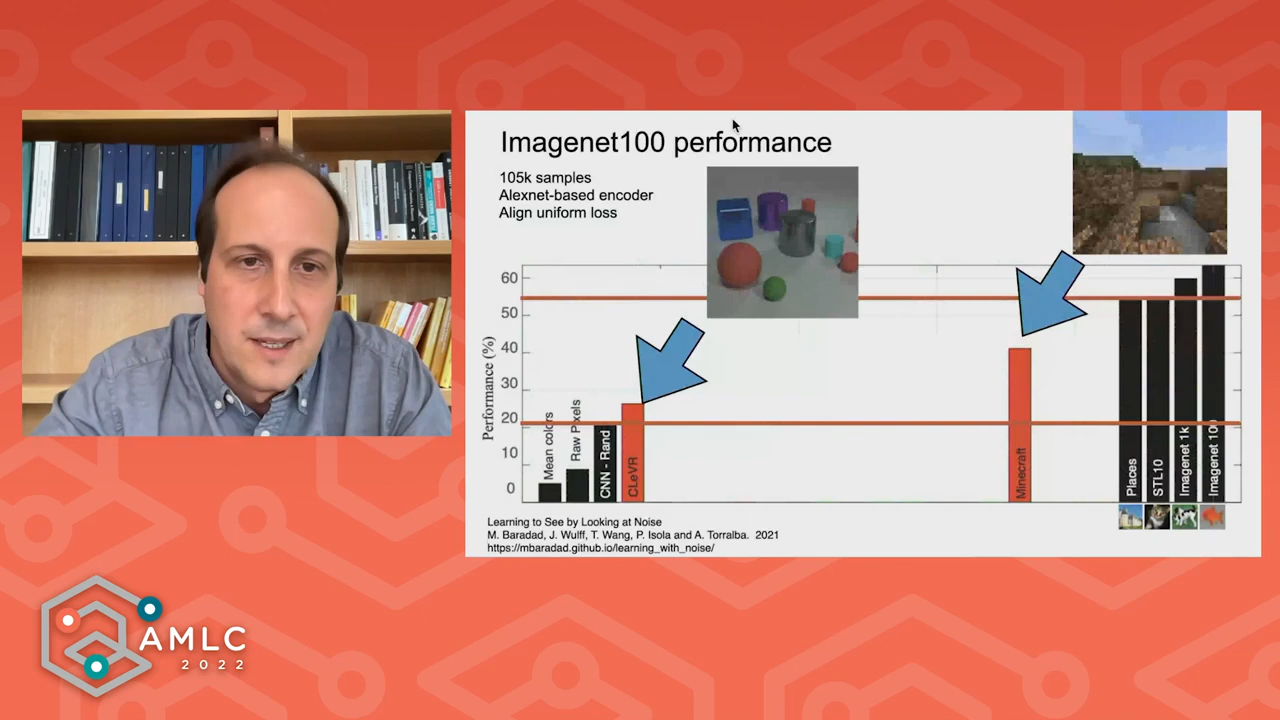 Imagenet100 performance
105k samples
Alexnet-based encoder
Align uniform loss
Performance (%)
60
50
40
30
20
10
0
Mean colors
Raw Pixels
CNN - Rand
CLeVR
Minecraft
Places
STL10
Imagenet 1k
Imagenet 100
Learning to See by Looking at Noise
M. Baradad, J. Wulff, T. Wang, P. Isola and A. Torralba. 2021
https://mbaradad.github.io/learning_with_noise/
AMLC
2022